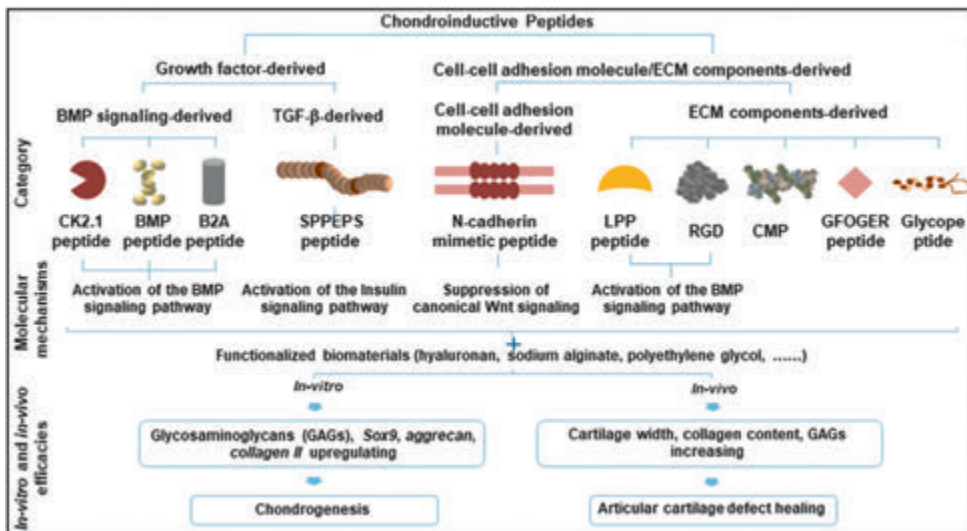 Chondroinductive Peptides
Growth factor-derived
Cell-cell adhesion molecule/ECM components-derived
BMP signaling-derived
TGF-β-derived
Cell-cell adhesion
molecule-derived
ECM components-derived
Category
CK2.1
peptide
BMP
peptide
B2A
peptide
SPPEPS
peptide
N-cadherin
mimetic peptide
LPP
peptide
RGD
CMP
GFOGER
peptide
Glycope
ptide
Molecular
mechanisms
Activation of the BMP
signaling pathway
Activation of the Insulin
signaling pathway
Suppression of
canonical Wnt signaling
Activation of the BMP
signaling pathway
+
Functionalized biomaterials (hyaluronan, sodium alginate, polyethylene glycol, ......)
In-vitro
In-vivo
In-vitro and in-vivo
efficacies
Glycosaminoglycans (GAGs), Sox9, aggrecan,
collagen II upregulating
Cartilage width, collagen content, GAGs
increasing
Chondrogenesis
Articular cartilage defect healing